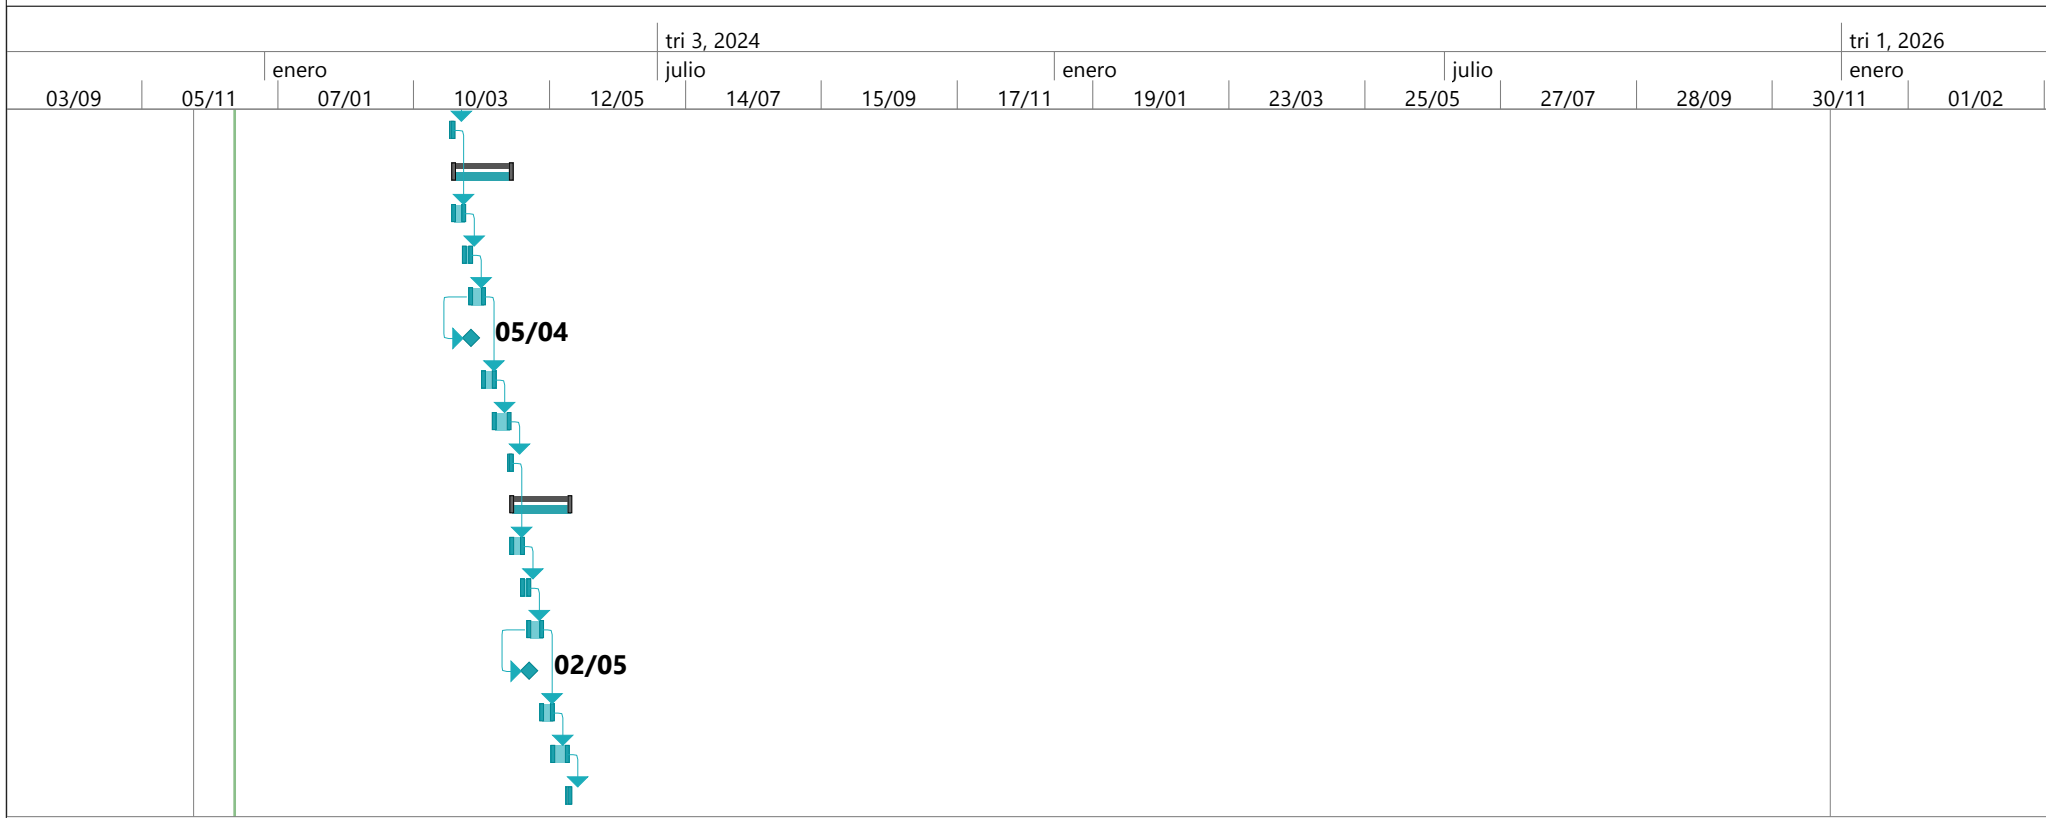 tri 3, 2024 tri 1, 2026
enero julio enero julio enero
03/09 05/11 07/01 10/03 12/05 14/07 15/09 17/11 19/01 23/03 25/05 27/07 28/09 30/11 01/02
05/04
02/05